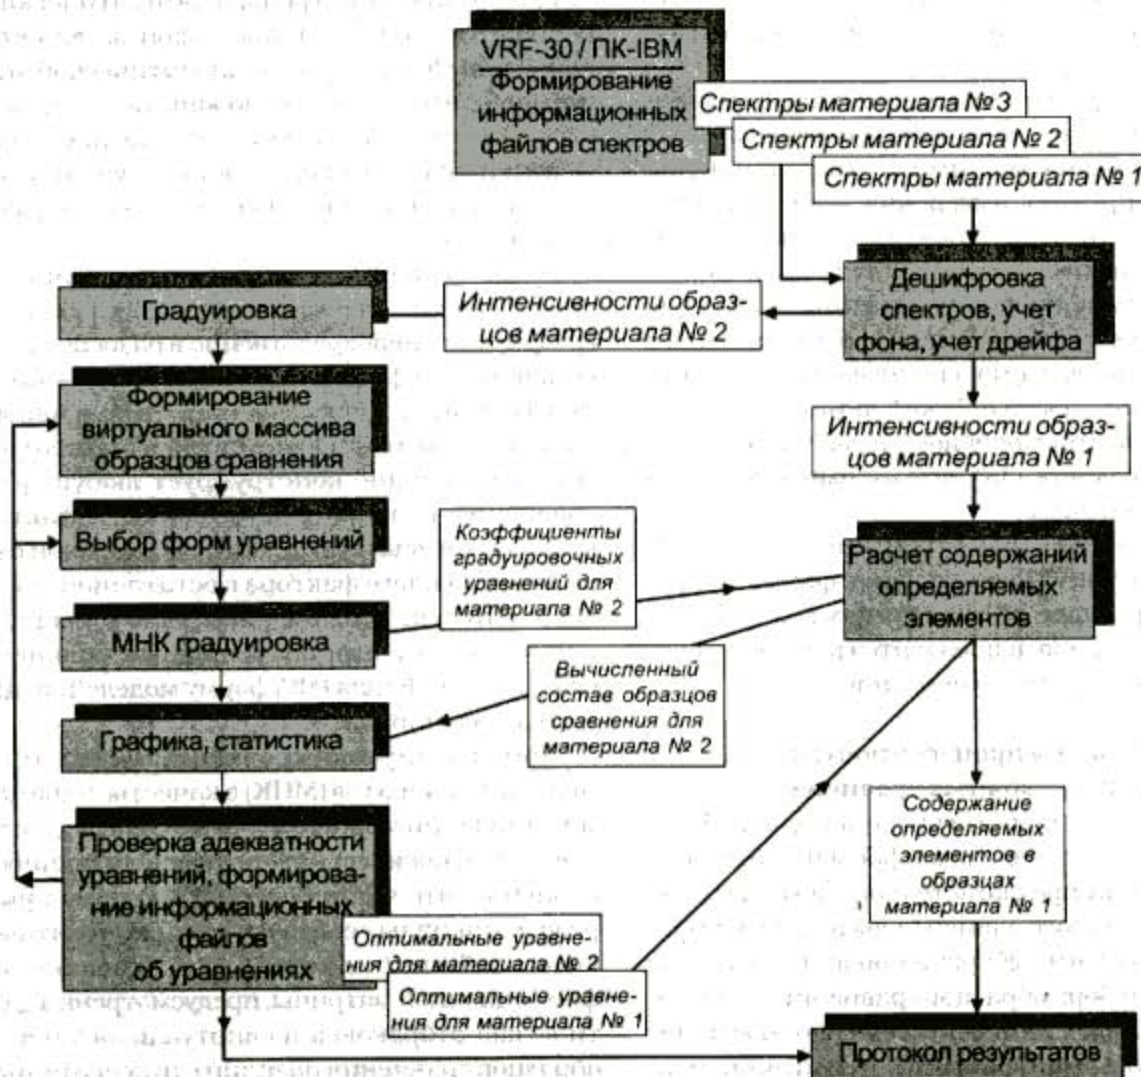 VRF-30 / ПК-IBM
Формирование
информационных
файлов спектров
Спектры материала №3
Спектры материала № 2
Спектры материала № 1
Дешифровка
спектров, учет
фона, учет дрейфа
Интенсивности образ-
цов материала № 2
Градуировка
Формирование
виртуального массива
образцов сравнения
Интенсивности образ-
цов материала № 1
Выбор форм уравнений
Коэффициенты
градуировочных
уравнений для
материала № 2
Расчет содержаний
определяемых
элементов
МНК градуировка
Вычисленный
состав образцов
сравнения для
материала № 2
Графика, статистика
Содержание
определяемых
элементов в
образцах
материала № 1
Проверка адекватности
уравнений, формирова-
ние информационных
файлов
об уравнениях
Оптимальные уравне-
ния для материала № 2
Оптимальные уравне-
ния для материала № 1
Протокол результатов